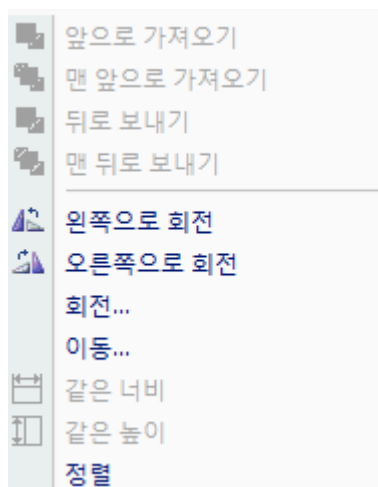 앞으로 가져오기
맨 앞으로 가져오기
뒤로 보내기
맨 뒤로 보내기
왼쪽으로 회전
오른쪽으로 회전
회전...
이동...
같은 너비
같은 높이
정렬